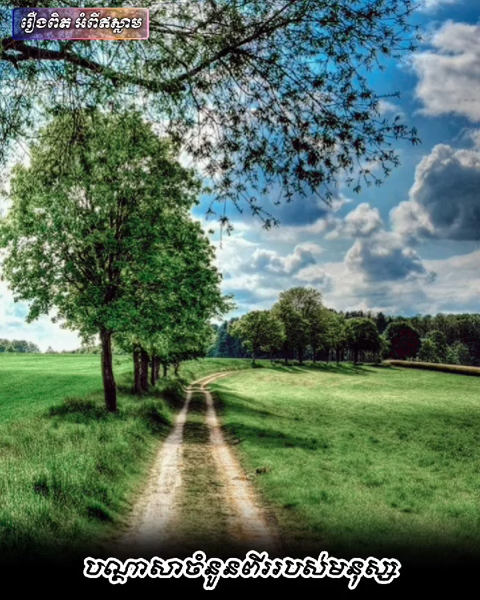 រឿងពិត អំពីឥស្លាម
បណ្ដាសាចំនួនពីររបស់មនុស្ស